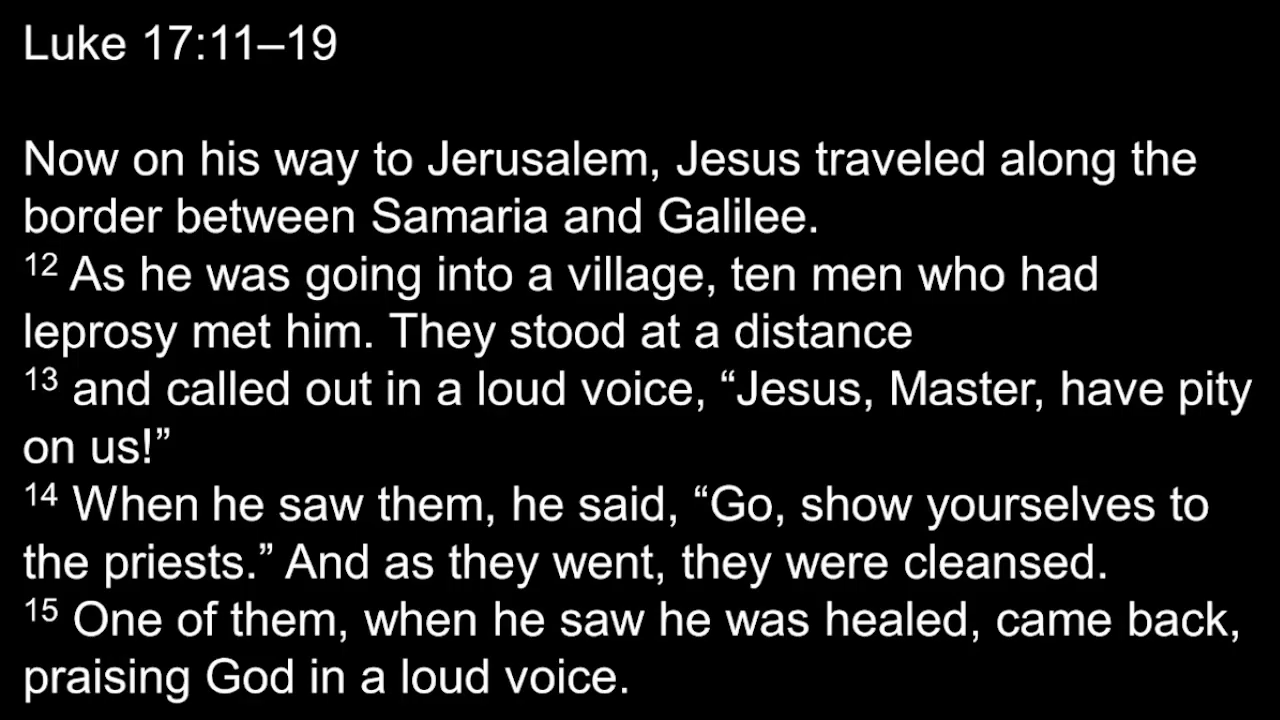 Luke 17:11–19
Now on his way to Jerusalem, Jesus traveled along the
border between Samaria and Galilee.
12 As he was going into a village, ten men who had
leprosy met him. They stood at a distance
13 and called out in a loud voice, “Jesus, Master, have pity
on us!”
14 When he saw them, he said, “Go, show yourselves to
the priests.” And as they went, they were cleansed.
15 One of them, when he saw he was healed, came back,
praising God in a loud voice.